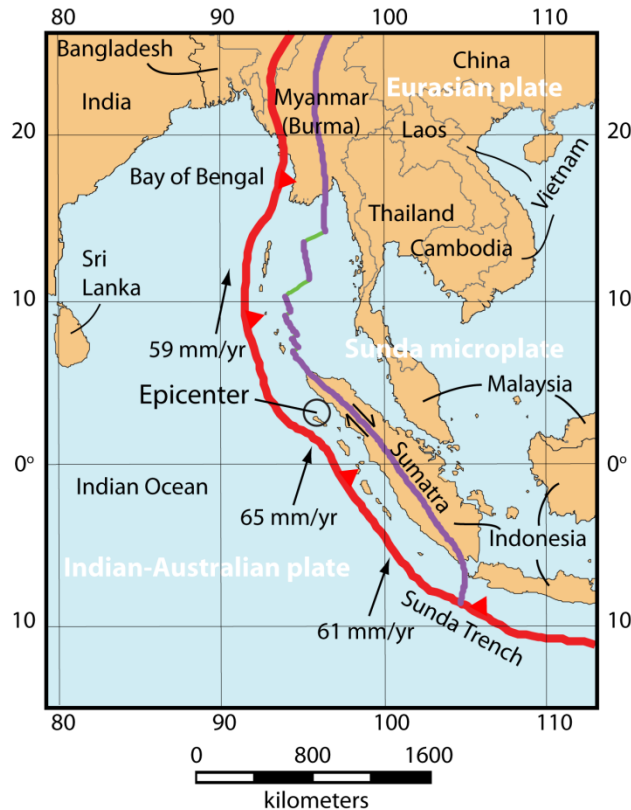 80
90
100
110
Bangladesh
China
India
Myanmar
(Burma)
Eurasian plate
20
20
Laos
Vietnam
Bay of Bengal
Thailand
Sri
Lanka
Cambodia
10
10
59 mm/yr
Sunda microplate
Malaysia
Epicenter
Sumatra
0°
0°
Indian Ocean
65 mm/yr
Indonesia
Indian-Australian plate
61 mm/yr
Sunda Trench
10
10
80
90
100
110
0
800
1600
kilometers